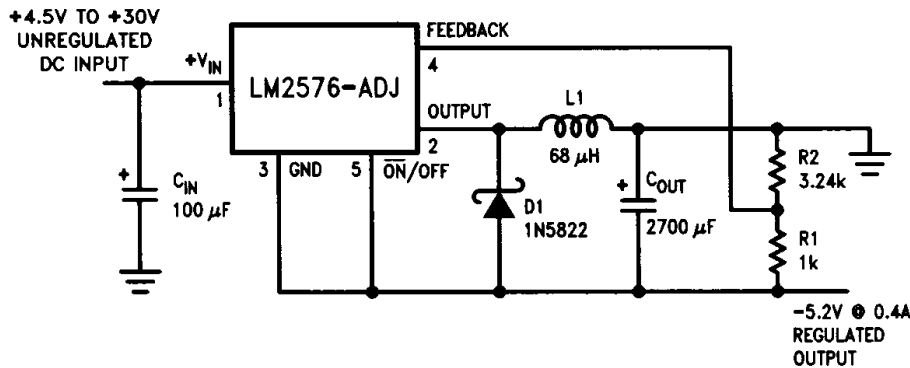 +4.5V TO +30V
UNREGULATED
DC INPUT
+VIN
1
LM2576-ADJ
FEEDBACK
4
OUTPUT
2
3 GND
5 ON/OFF
L1
68 μH
+
CIN
100 μF
D1
1N5822
+
COUT
2700 μF
R2
3.24k
R1
1k
-5.2V @ 0.4A
REGULATED
OUTPUT